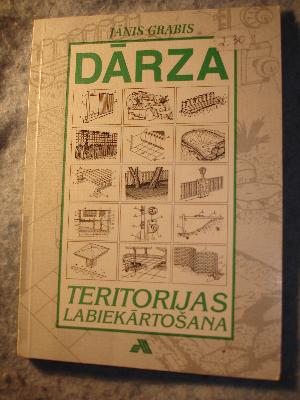 JĀNIS GRABIS
DĀRZA
TERITORIJAS
LABIEKĀRTOŠANA